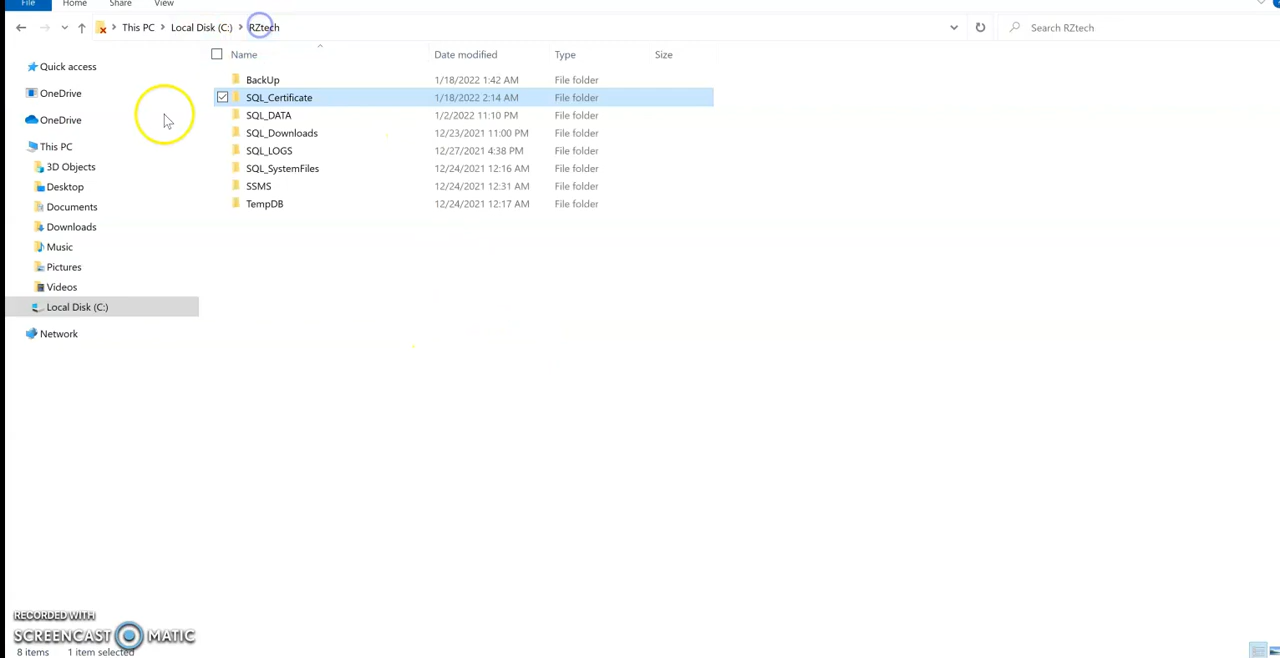 File Home Share View
This PC Local Disk (C:) RZtech Search RZtech
Name Date modified Type Size
Quick access
OneDrive
OneDrive
This PC
3D Objects
Desktop
Documents
Downloads
Music
Pictures
Videos
Local Disk (C:)
Network
BackUp 1/18/2022 1:42 AM File folder
SQL_Certificate 1/18/2022 2:14 AM File folder
SQL_DATA 1/2/2022 11:10 PM File folder
SQL_Downloads 12/23/2021 11:00 PM File folder
SQL_LOGS 12/27/2021 4:38 PM File folder
SQL_SystemFiles 12/24/2021 12:16 AM File folder
SSMS 12/24/2021 12:31 AM File folder
TempDB 12/24/2021 12:17 AM File folder
RECORDED WITH
SCREENCAST MATIC
8 items 1 item selected